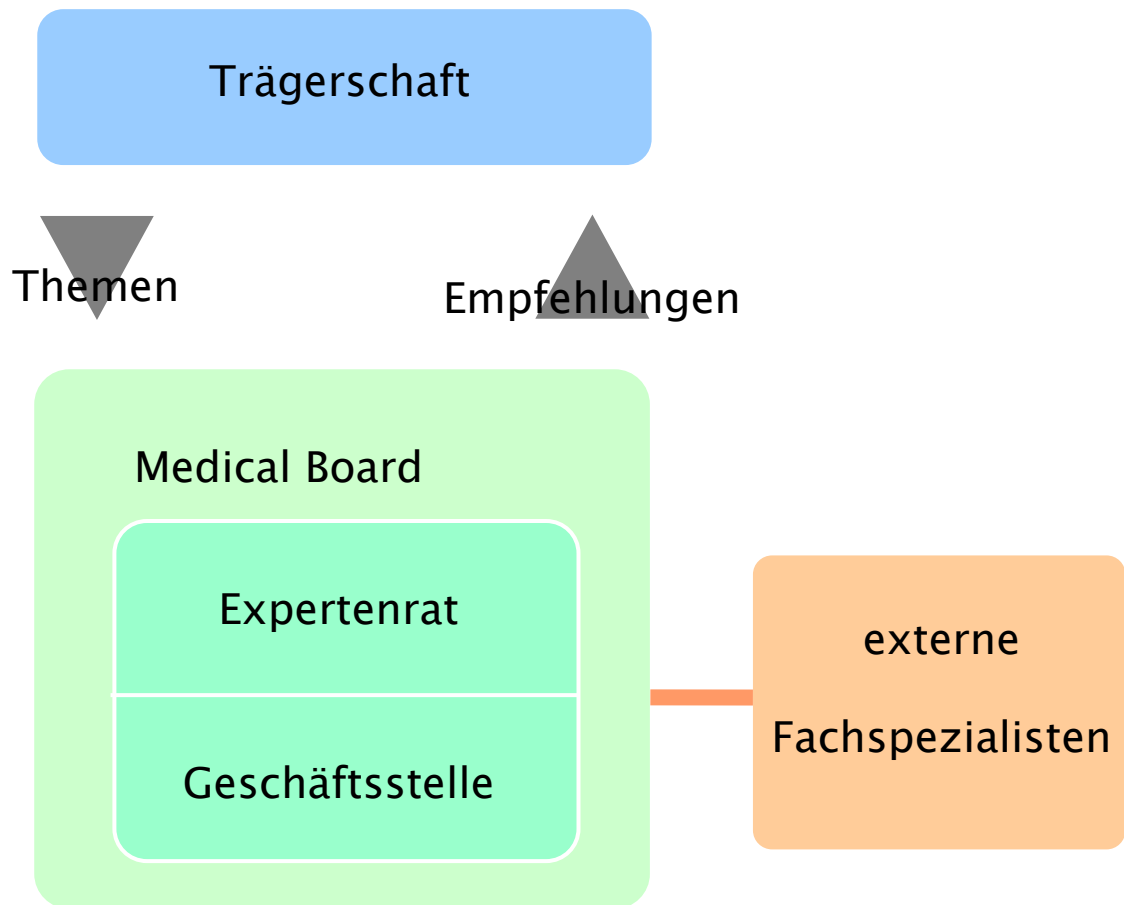 Trägerschaft
Themen
Empfehlungen
Medical Board
Expertenrat
Geschäftsstelle
externe
Fachspezialisten